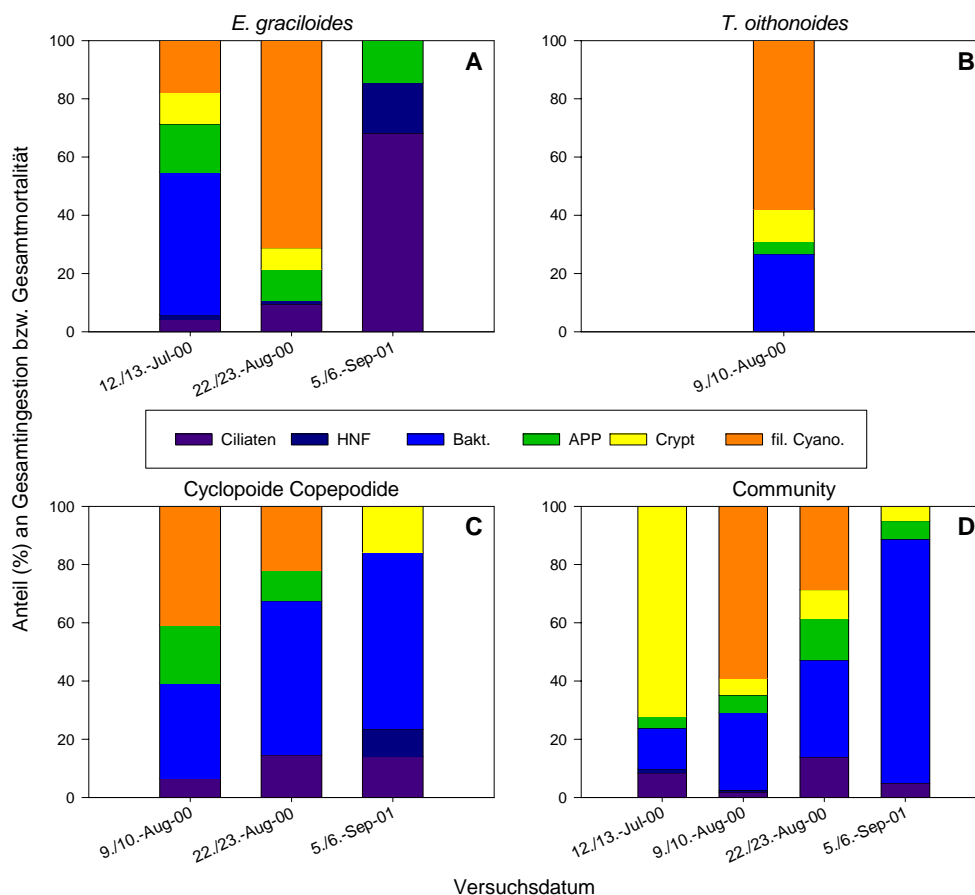 E. graciloides
T. oithonoides
Anteil (%) an Gesamtingestion bzw. Gesamtmortalität
100
80
60
40
20
0
A
12./13.-Jul-00
22./23.-Aug-00
5./6.-Sep-01
100
80
60
40
20
0
B
9./10.-Aug-00
Ciliaten
HNF
Bakt.
APP
Crypt
fil. Cyano.
Cyclopoide Copepodide
Community
100
80
60
40
20
0
C
9./10.-Aug-00
22./23.-Aug-00
5./6.-Sep-01
100
80
60
40
20
0
D
12./13.-Jul-00
9./10.-Aug-00
22./23.-Aug-00
5./6.-Sep-01
Versuchsdatum